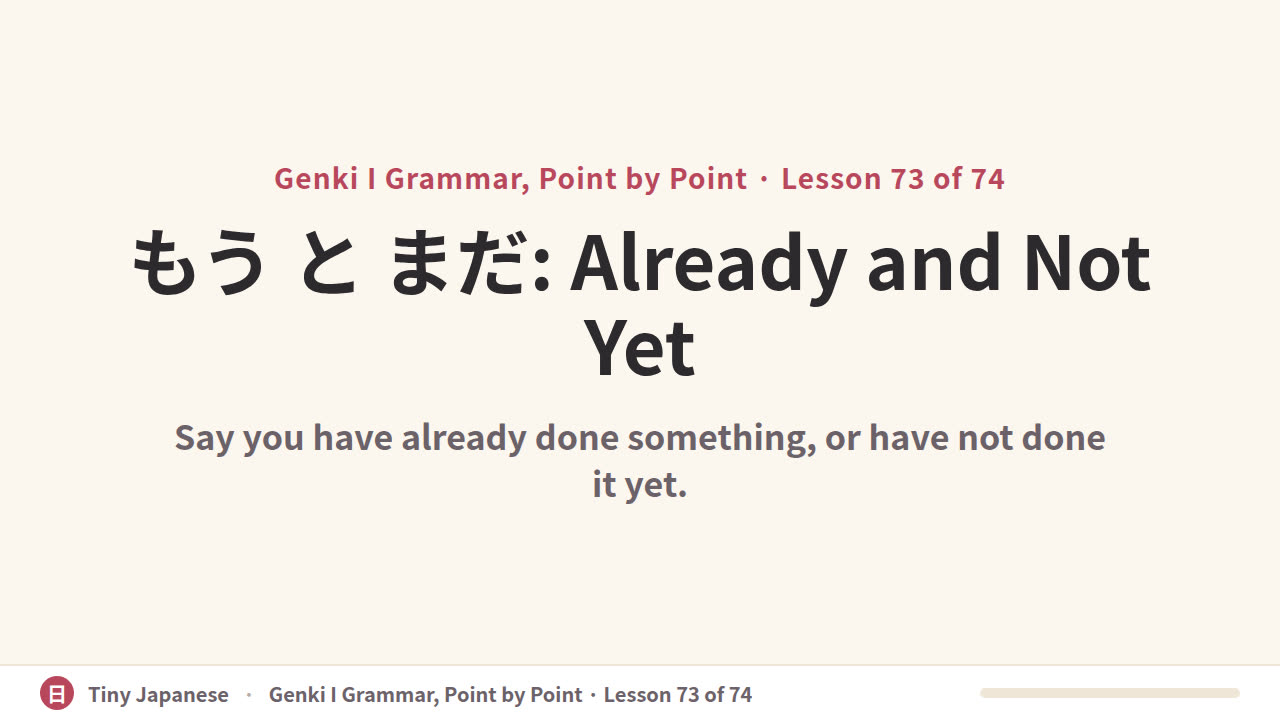 Genki I Grammar, Point by Point · Lesson 73 of 74
もう と まだ: Already and Not
Yet
Say you have already done something, or have not done
it yet.
日 Tiny Japanese · Genki I Grammar, Point by Point · Lesson 73 of 74